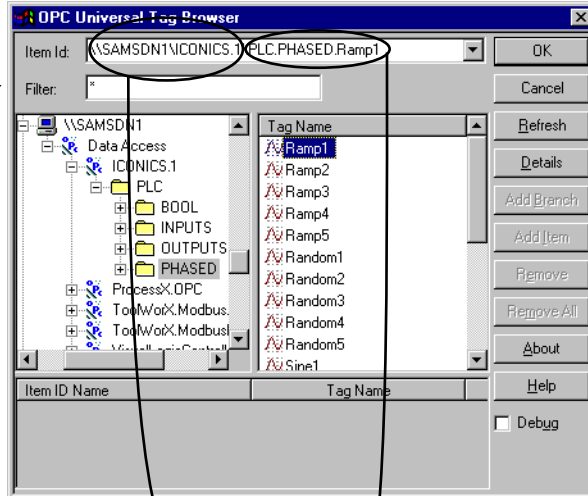 OPC Universal Tag Browser
Item Id: \\SAMSDN1\ICONICS.1\PLC.PHASED.Ramp1
OK
Filter: *
Cancel
\\SAMSDN1
Data Access
ICONICS.1
PLC
BOOL
INPUTS
OUTPUTS
PHASED
ProcessX.OPC
ToolWorX.Modbus.
Tag Name
Ramp1
Ramp2
Ramp3
Ramp4
Ramp5
Random1
Random2
Random3
Random4
Random5
Sine1
Refresh
Details
Add Branch
Add Item
Remove
Remove All
About
Help
Debug
Item ID Name
Tag Name